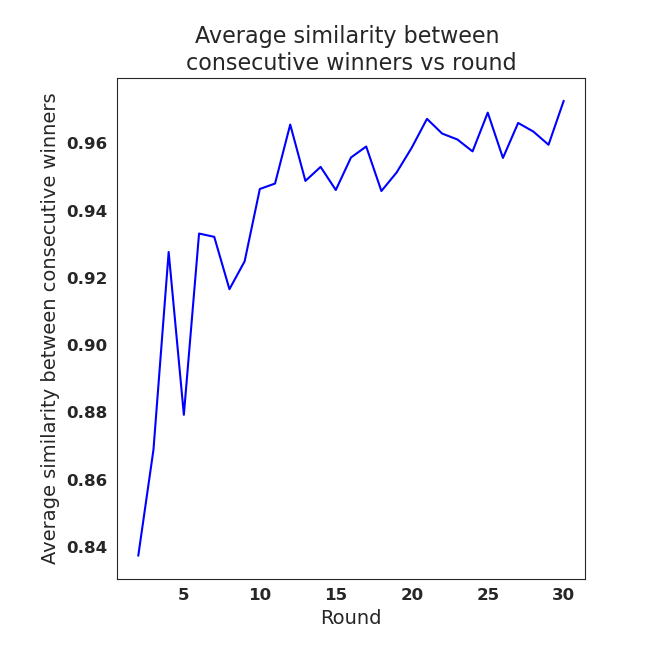 Average similarity between
consecutive winners vs round
Average similarity between consecutive winners
0.96
0.94
0.92
0.90
0.88
0.86
0.84
5 10 15 20 25 30
Round